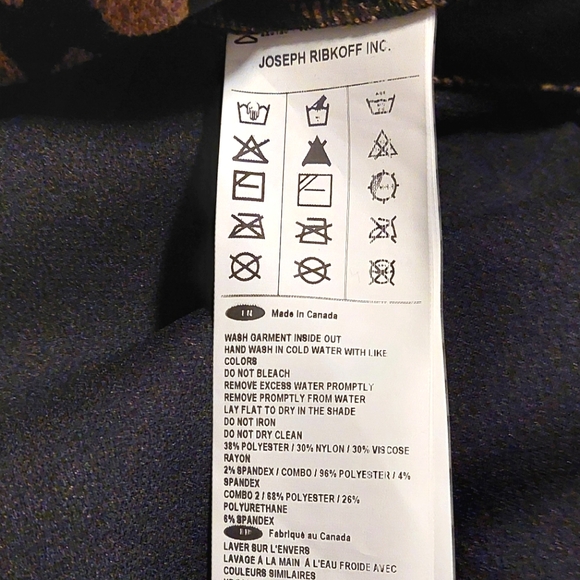 JOSEPH RIBKOFF INC.
EN Made in Canada
WASH GARMENT INSIDE OUT
HAND WASH IN COLD WATER WITH LIKE
COLORS
DO NOT BLEACH
REMOVE EXCESS WATER PROMPTLY
REMOVE PROMPTLY FROM WATER
LAY FLAT TO DRY IN THE SHADE
DO NOT IRON
DO NOT DRY CLEAN
38% POLYESTER / 30% NYLON / 30% VISCOSE
RAYON
2% SPANDEX / COMBO / 96% POLYESTER / 4%
SPANDEX
COMBO 2 / 68% POLYESTER / 26%
POLYURETHANE
6% SPANDEX
Fabriqué au Canada
LAVER SUR L'ENVERS
LAVAGE À LA MAIN À L'EAU FROIDE AVEC
COULEURS SIMILAIRES